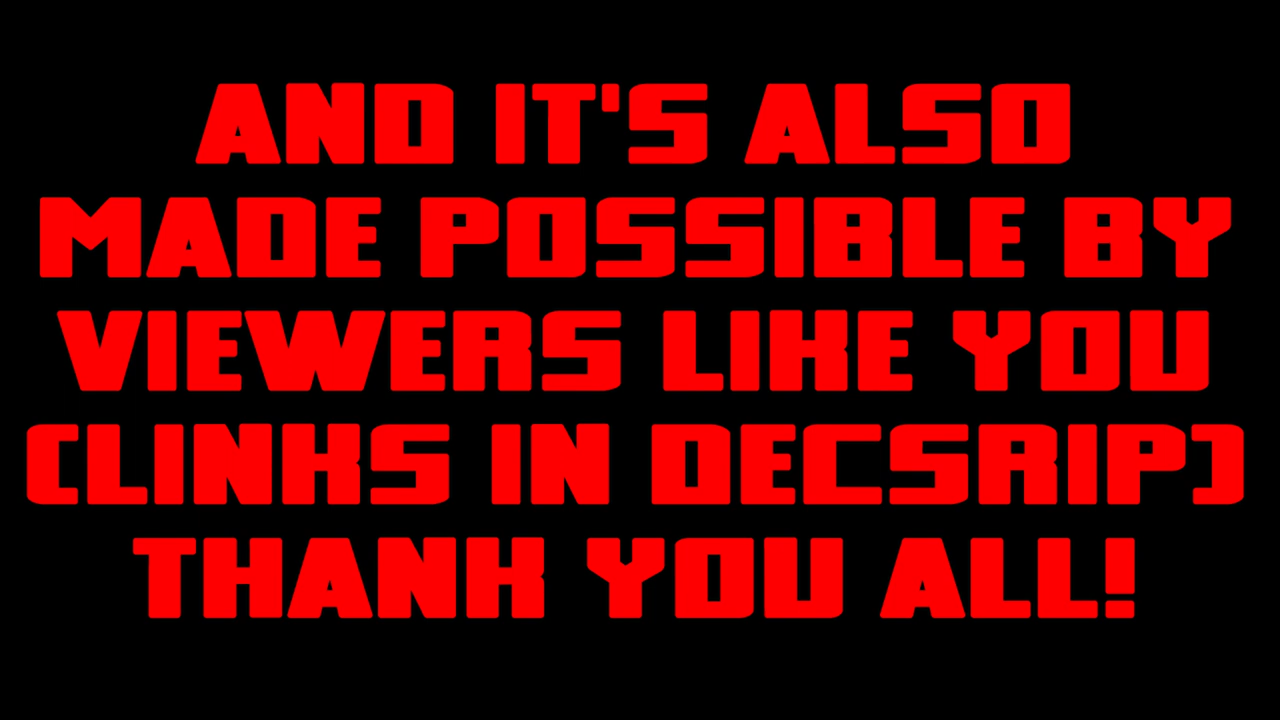 AND IT'S ALSO
MADE POSSIBLE BY
VIEWERS LIKE YOU
(LINKS IN DECSRIP)
THANK YOU ALL!